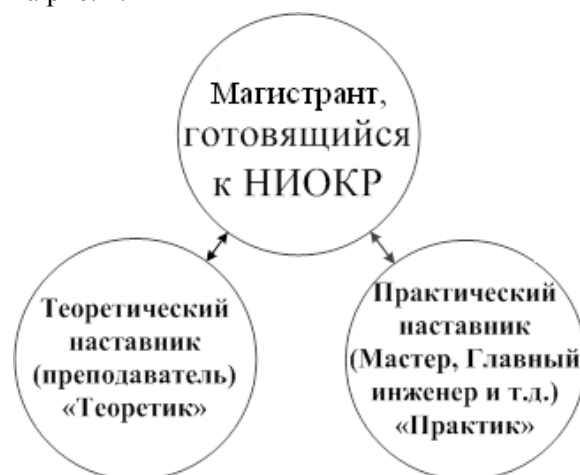 Магистрант,
готовящийся
к НИОКР
Теоретический
наставник
(преподаватель)
«Теоретик»
Практический
наставник
(Мастер, Главный
инженер и т.д.)
«Практик»